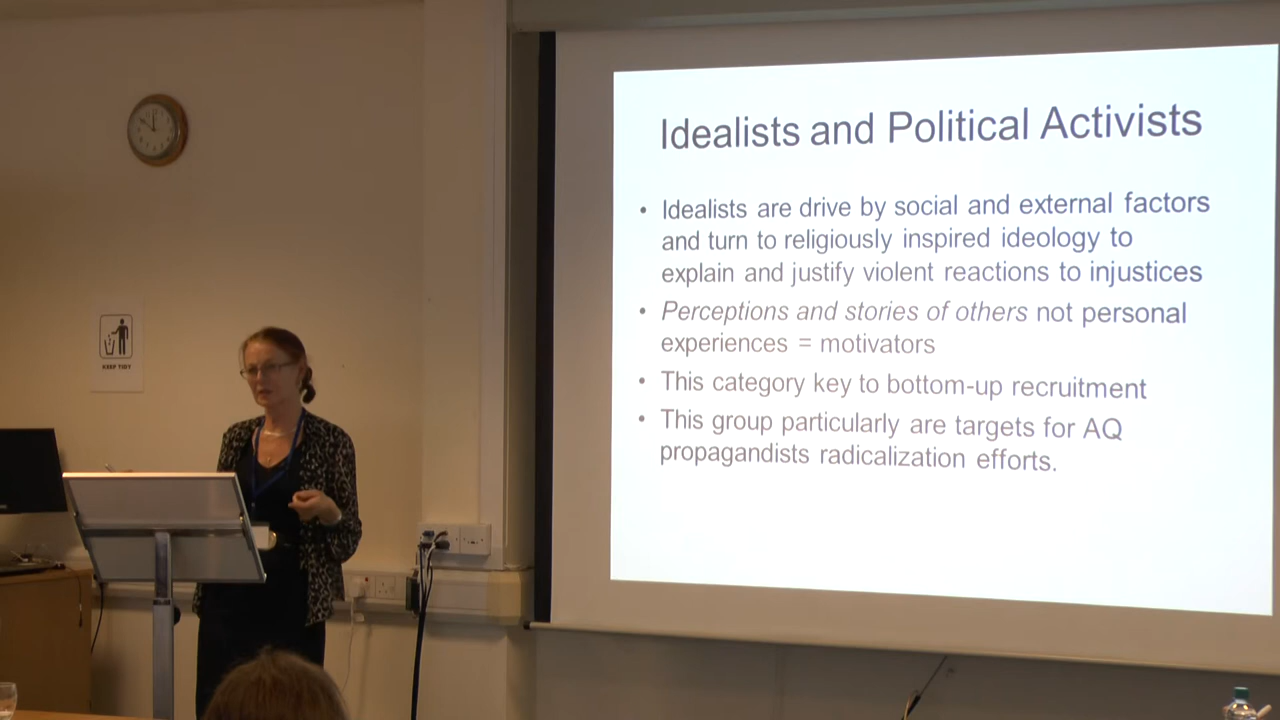 Idealists and Political Activists
• Idealists are drive by social and external factors
and turn to religiously inspired ideology to
explain and justify violent reactions to injustices
• Perceptions and stories of others not personal
experiences = motivators
• This category key to bottom-up recruitment
• This group particularly are targets for AQ
propagandists radicalization efforts.
KEEP TIDY